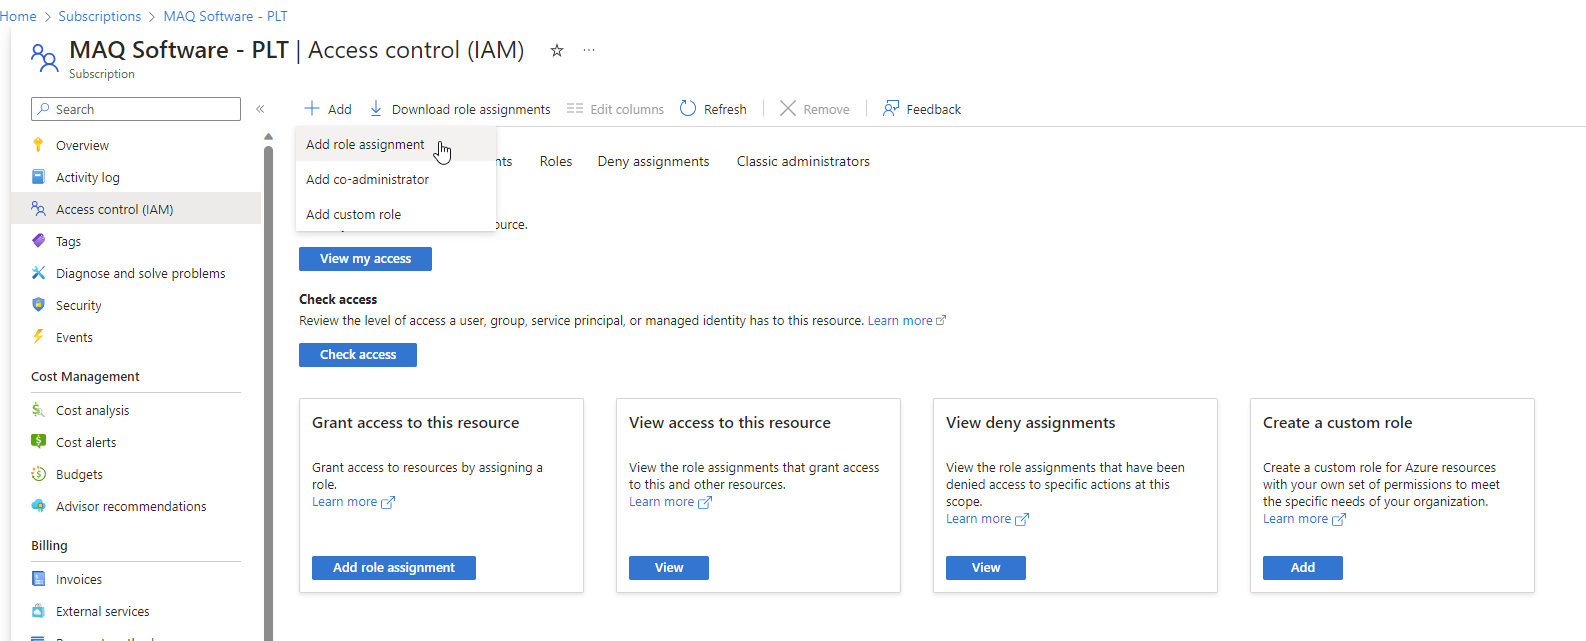 Home > Subscriptions > MAQ Software - PLT
MAQ Software - PLT | Access control (IAM)
Subscription
Search
Overview
Activity log
Access control (IAM)
Tags
Diagnose and solve problems
Security
Events
Cost Management
Cost analysis
Cost alerts
Budgets
Advisor recommendations
Billing
Invoices
External services
Add
Download role assignments
Edit columns
Refresh
Remove
Feedback
Add role assignment
Add co-administrator
Add custom role
Roles
Deny assignments
Classic administrators
View my access
Check access
Review the level of access a user, group, service principal, or managed identity has to this resource. Learn more
Check access
Grant access to this resource
Grant access to resources by assigning a
role.
Learn more
Add role assignment
View access to this resource
View the role assignments that grant access
to this and other resources.
Learn more
View
View deny assignments
View the role assignments that have been
denied access to specific actions at this
scope.
Learn more
View
Create a custom role
Create a custom role for Azure resources
with your own set of permissions to meet
the specific needs of your organization.
Learn more
Add